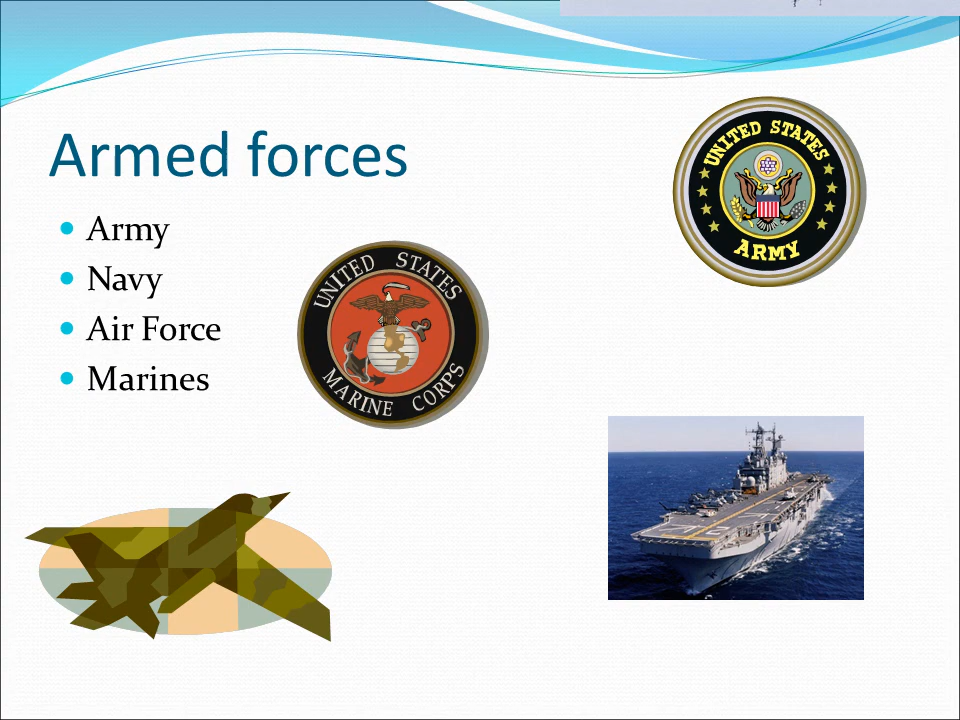 Armed forces
Army
Navy
Air Force
Marines
UNITED STATES
ARMY
UNITED STATES
MARINE CORPS